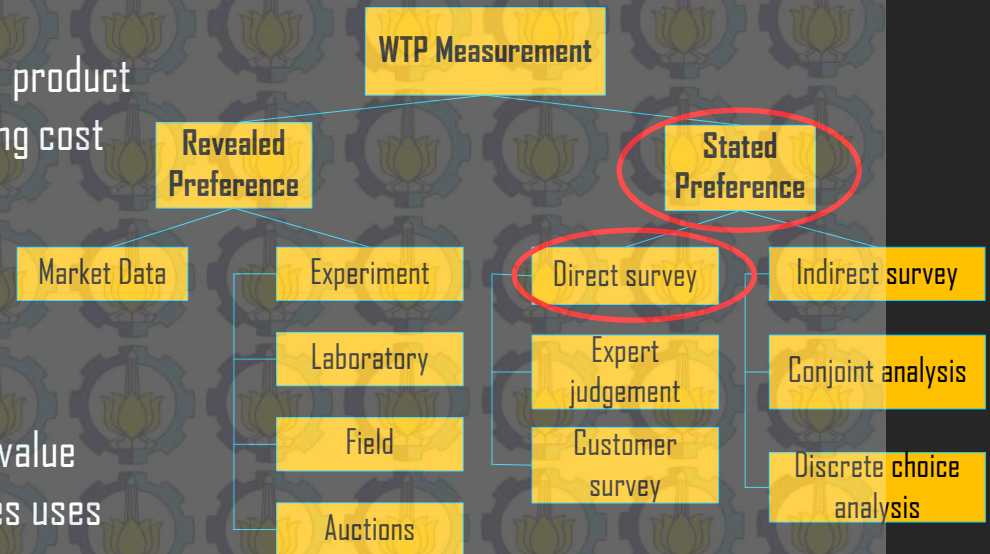 product
ng cost
value
es uses
WTP Measurement
Revealed
Preference
Stated
Preference
Market Data
Experiment
Laboratory
Field
Auctions
Direct survey
Expert
judgement
Customer
survey
Indirect survey
Conjoint analysis
Discrete choice
analysis